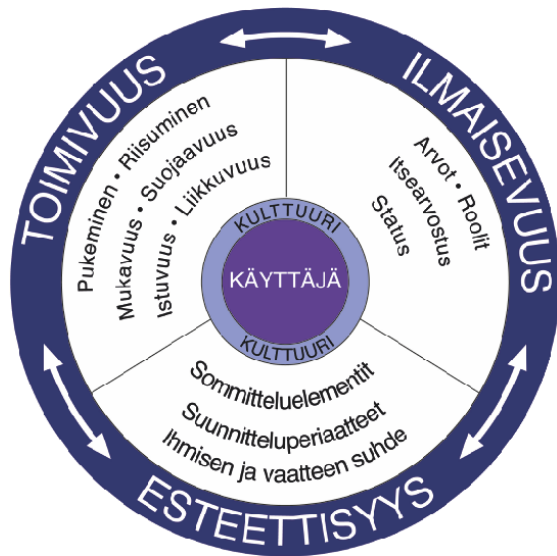 TOIMIVUUS
ILMAISEVUUS
ESTEETTISYYS
Pukeminen • Riisuminen
Mukavuus • Suojaavuus
Istuvuus • Liikkuvuus
Arvot • Roolit
Itsearvostus
Status
KULTTUURI
KÄYTTÄJÄ
KULTTUURI
Sommitteluelementit
Suunnitteluperiaatteet
Ihmisen ja vaatteen suhde